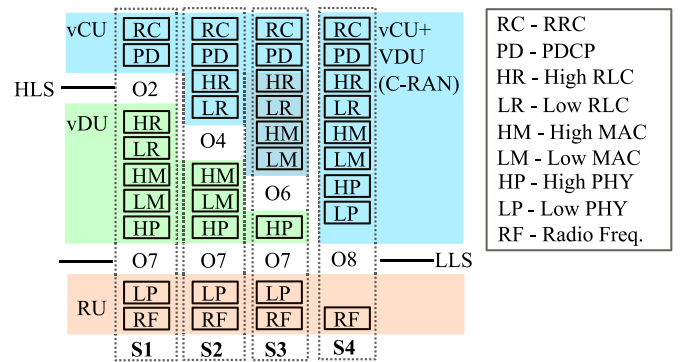 vCU RC RC RC RC vCU+
PD PD PD PD VDU
HLS O2 HR HR HR (C-RAN)
vDU HR LR LR LR
LR O4 HM HM
HM HM LM LM
LM LM O6 HP
HP HP HP LP
O7 O7 O7 O8 LLS
RU LP LP LP
RF RF RF RF
S1 S2 S3 S4
RC - RRC
PD - PDCP
HR - High RLC
LR - Low RLC
HM - High MAC
LM - Low MAC
HP - High PHY
LP - Low PHY
RF - Radio Freq.